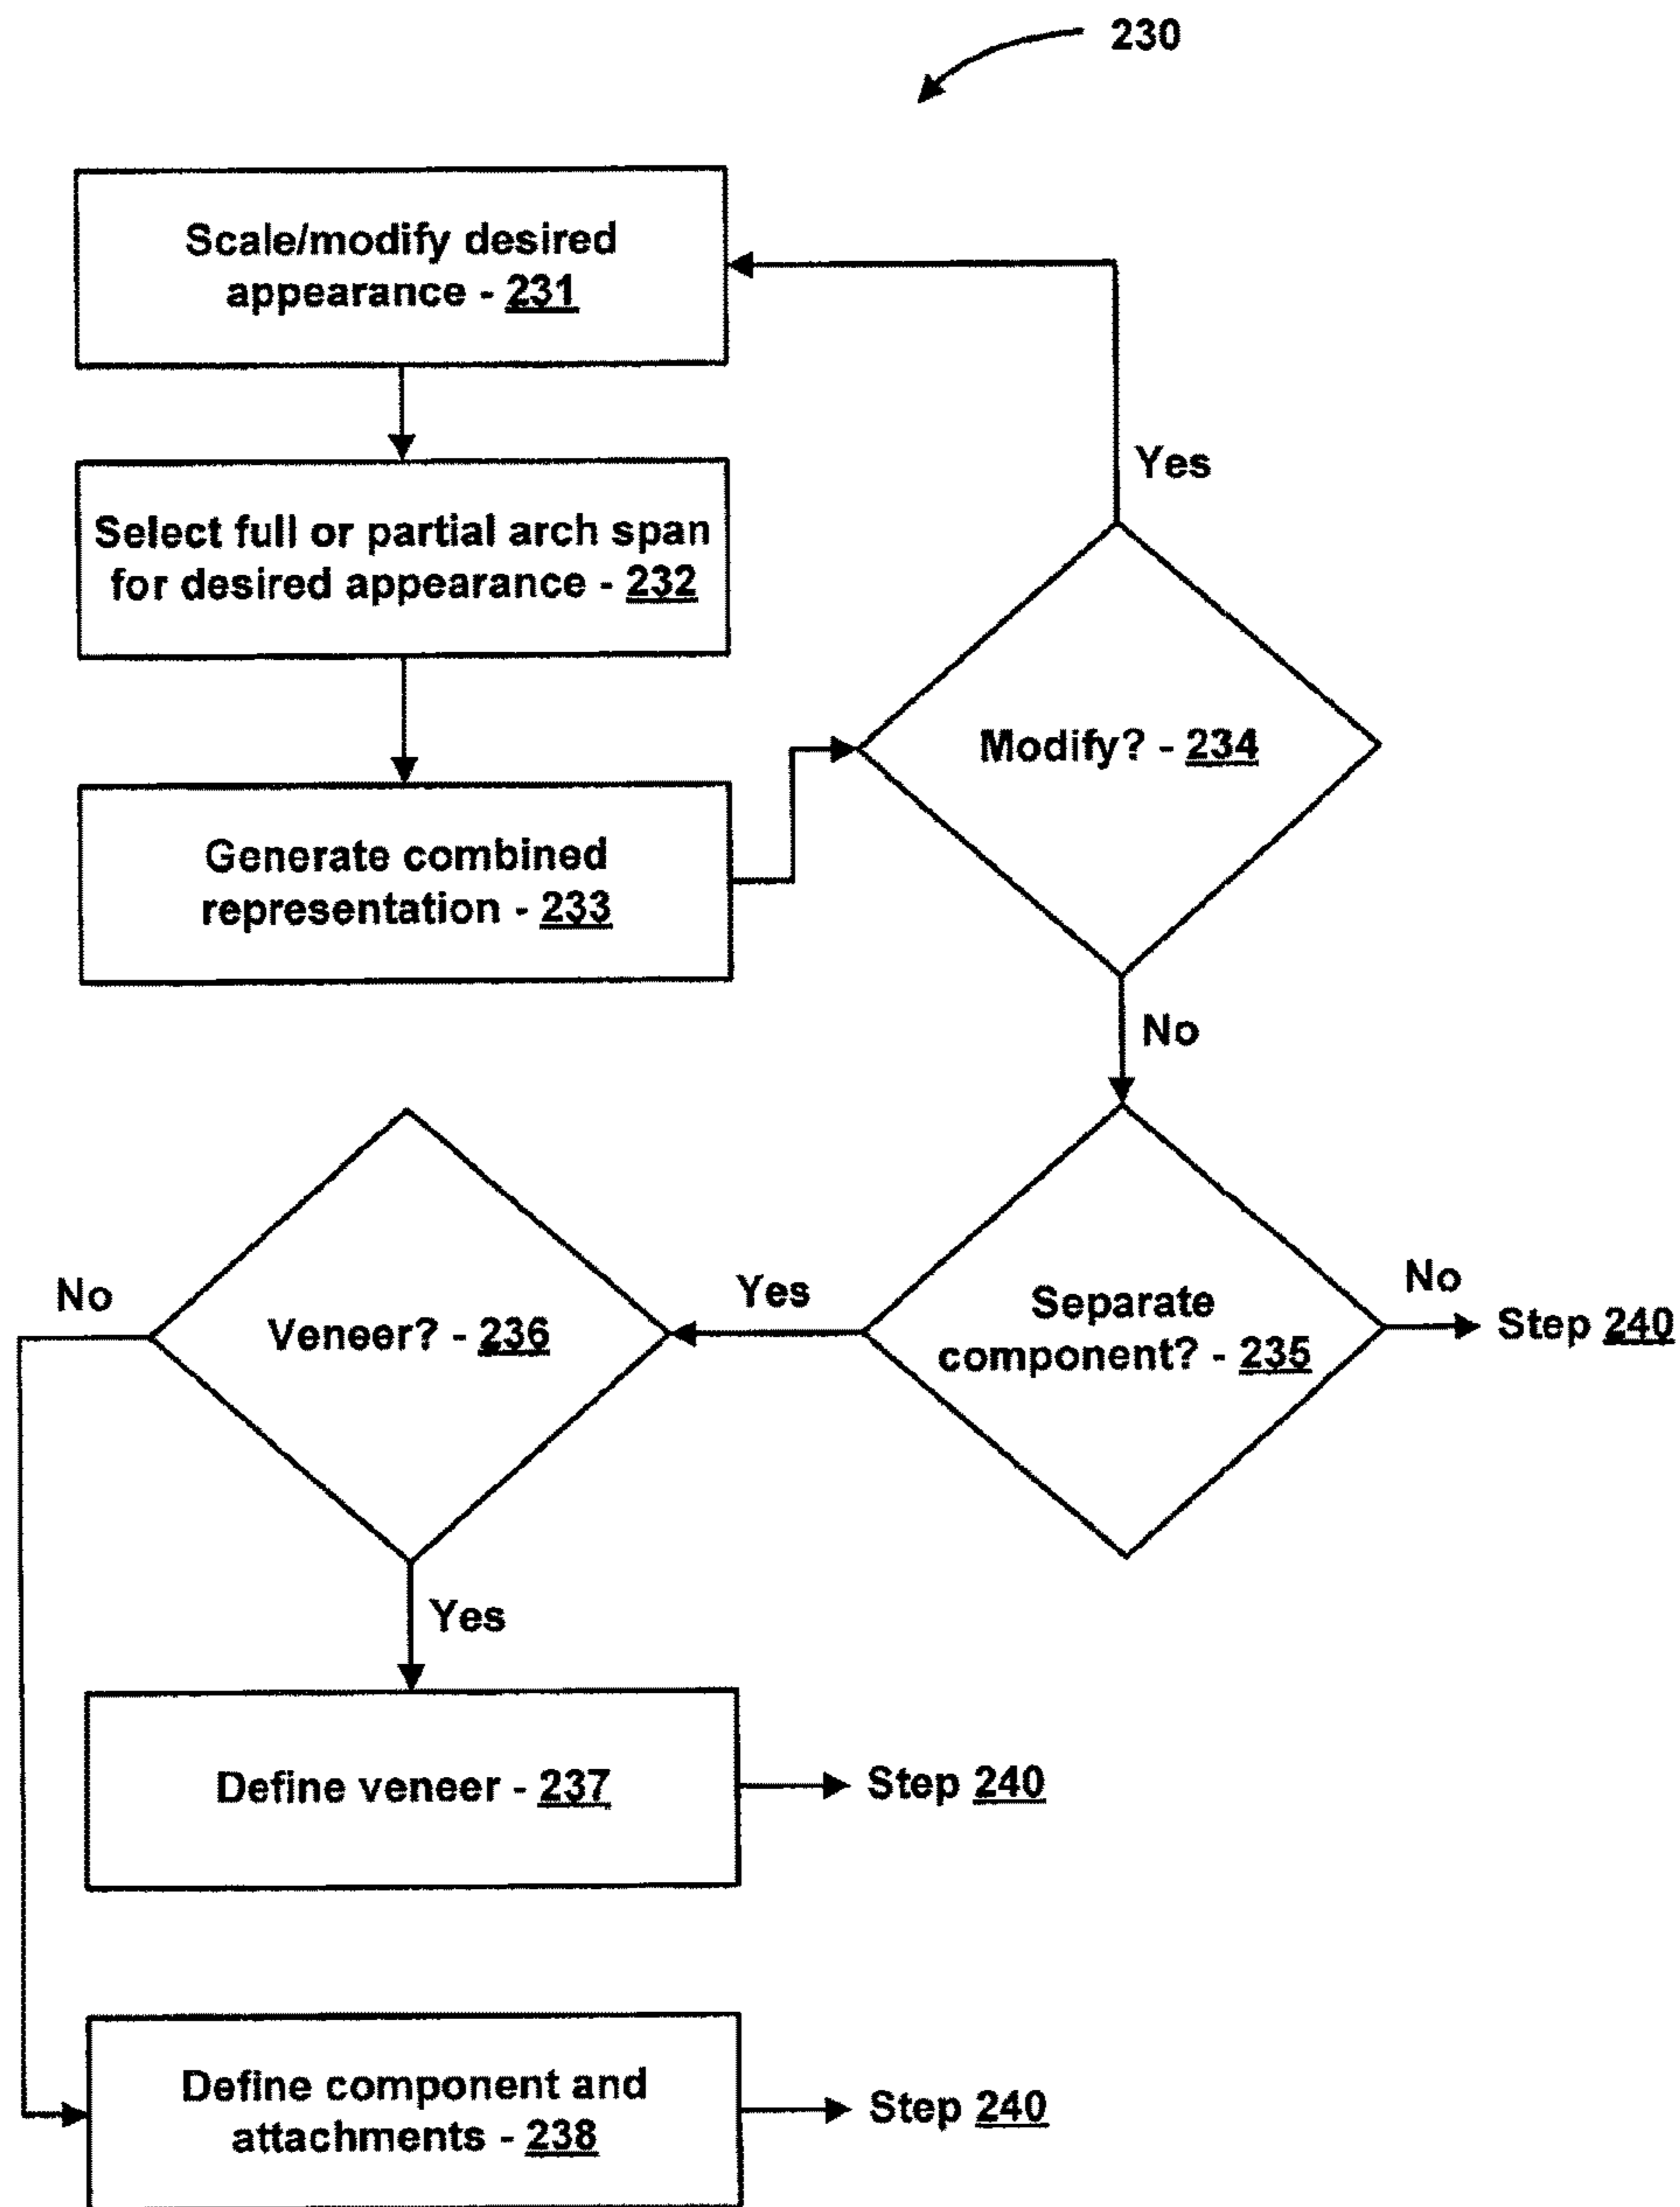 230
Scale/modify desired
appearance - 231
Yes
Select full or partial arch span
for desired appearance - 232
Modify? - 234
Generate combined
representation - 233
No
No
Veneer? - 236
Yes
Separate
component? - 235
No
Step 240
Yes
Define veneer - 237
Step 240
Define component and
attachments - 238
Step 240